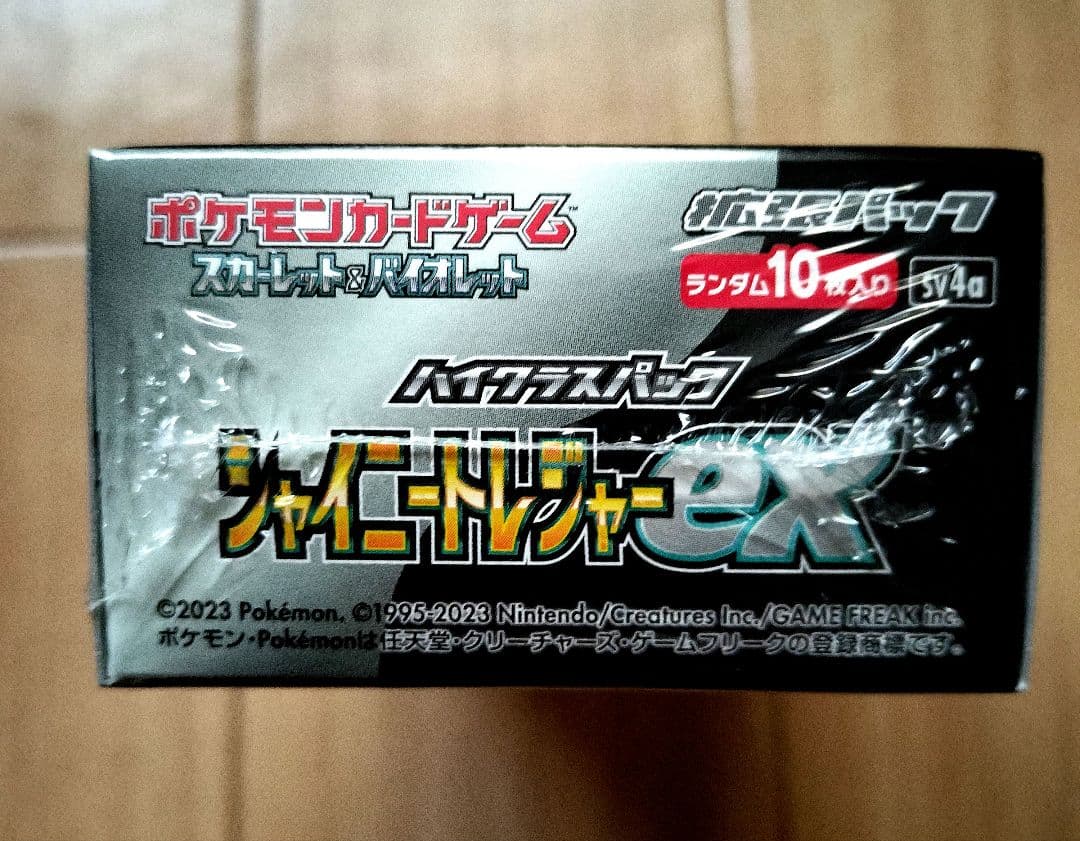 ポケモンカードゲーム™
拡張パック
スカーレット&バイオレット
ランダム10枚入り sv4a
ハイクラスパック
シャイニートレジャーex
©2023 Pokémon. ©1995-2023 Nintendo/Creatures Inc./GAME FREAK inc.
ポケモン・Pokémonは任天堂・クリーチャーズ・ゲームフリークの登録商標です。